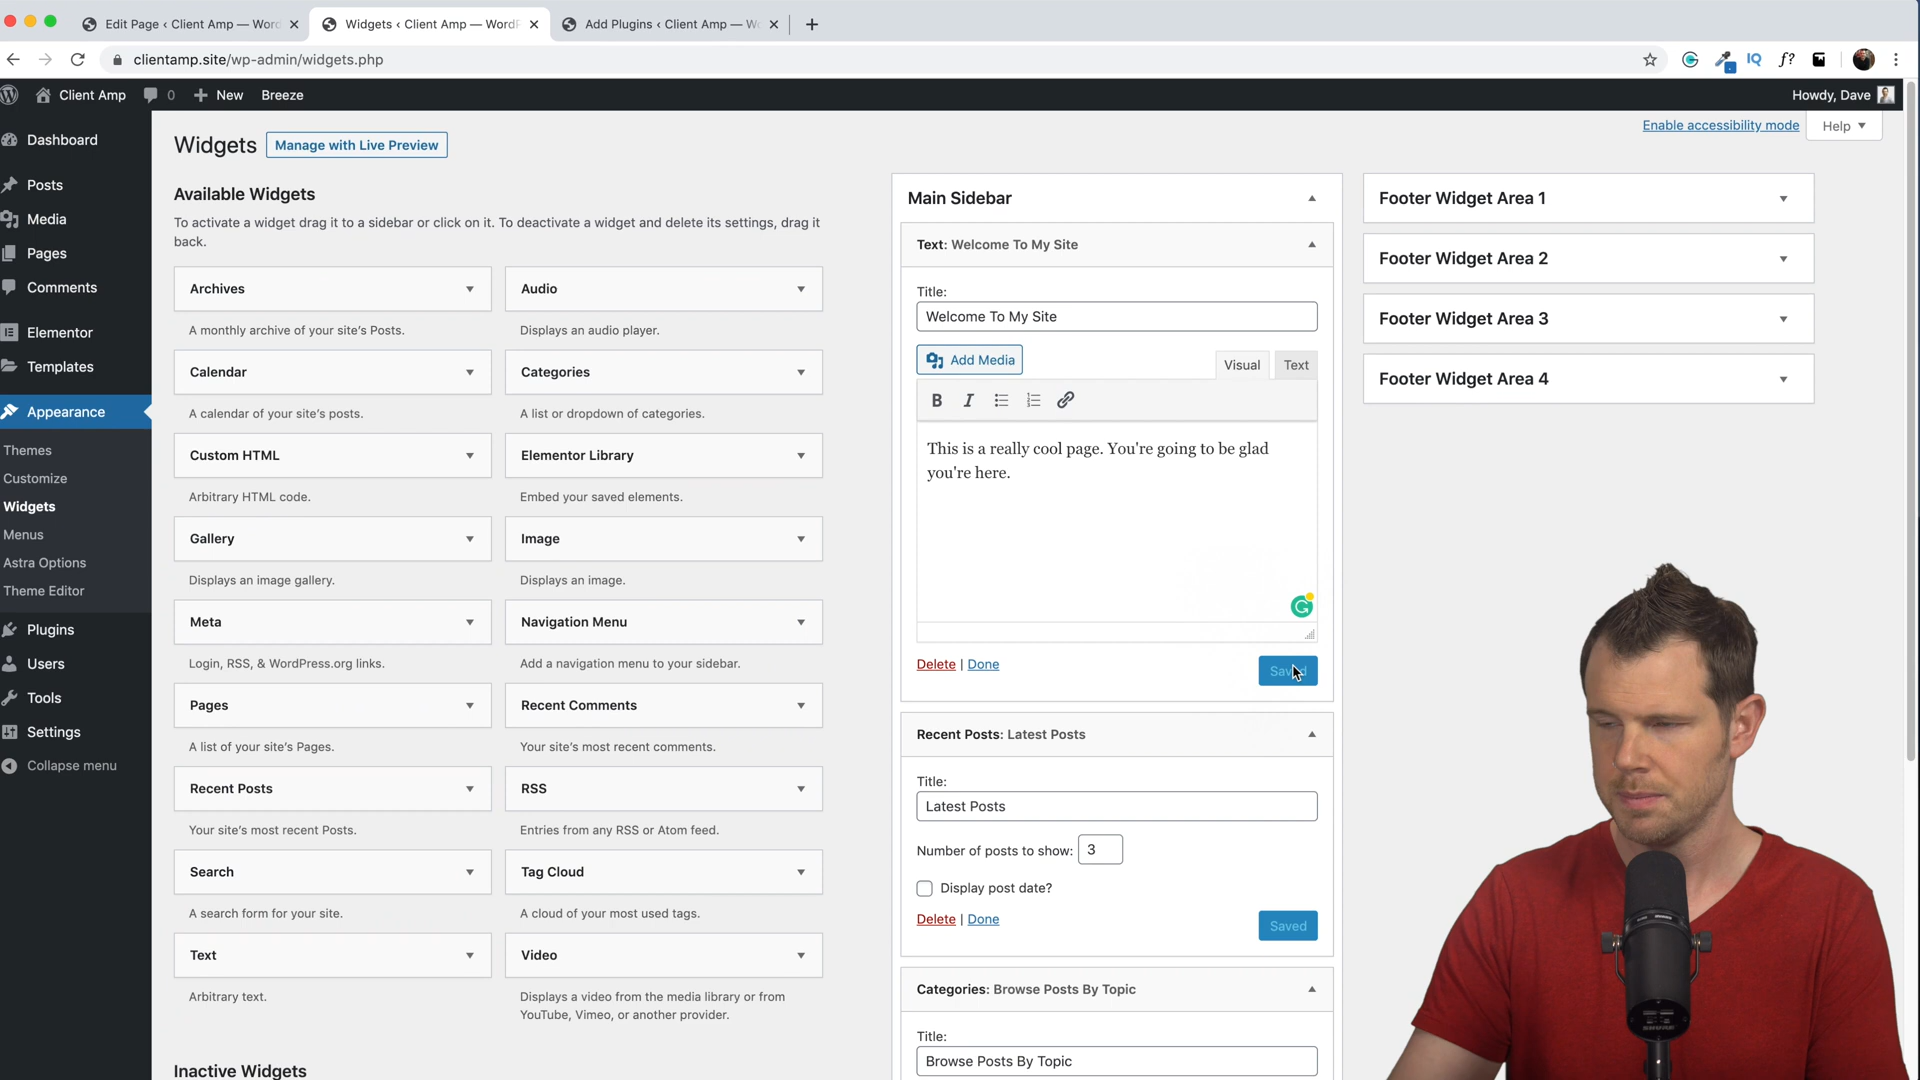 Edit Page ‹ Client Amp — Word
Widgets ‹ Client Amp — WordP
Add Plugins ‹ Client Amp — Wo
clientamp.site/wp-admin/widgets.php
IQ
f?
Client Amp
0
New
Breeze
Howdy, Dave
Dashboard
Posts
Media
Pages
Comments
Elementor
Templates
Appearance
Themes
Customize
Widgets
Menus
Astra Options
Theme Editor
Plugins
Users
Tools
Settings
Collapse menu
Enable accessibility mode
Help
Widgets
Manage with Live Preview
Available Widgets
To activate a widget drag it to a sidebar or click on it. To deactivate a widget and delete its settings, drag it
back.
Archives
A monthly archive of your site's Posts.
Audio
Displays an audio player.
Calendar
A calendar of your site's posts.
Categories
A list or dropdown of categories.
Custom HTML
Arbitrary HTML code.
Elementor Library
Embed your saved elements.
Gallery
Displays an image gallery.
Image
Displays an image.
Meta
Login, RSS, & WordPress.org links.
Navigation Menu
Add a navigation menu to your sidebar.
Pages
A list of your site's Pages.
Recent Comments
Your site's most recent comments.
Recent Posts
Your site's most recent Posts.
RSS
Entries from any RSS or Atom feed.
Search
A search form for your site.
Tag Cloud
A cloud of your most used tags.
Text
Arbitrary text.
Video
Displays a video from the media library or from
YouTube, Vimeo, or another provider.
Inactive Widgets
Main Sidebar
Text: Welcome To My Site
Title:
Welcome To My Site
Add Media
Visual
Text
B I
This is a really cool page. You're going to be glad
you're here.
Delete | Done
Saved
Recent Posts: Latest Posts
Title:
Latest Posts
Number of posts to show: 3
Display post date?
Delete | Done
Saved
Categories: Browse Posts By Topic
Title:
Browse Posts By Topic
Footer Widget Area 1
Footer Widget Area 2
Footer Widget Area 3
Footer Widget Area 4
SHURE